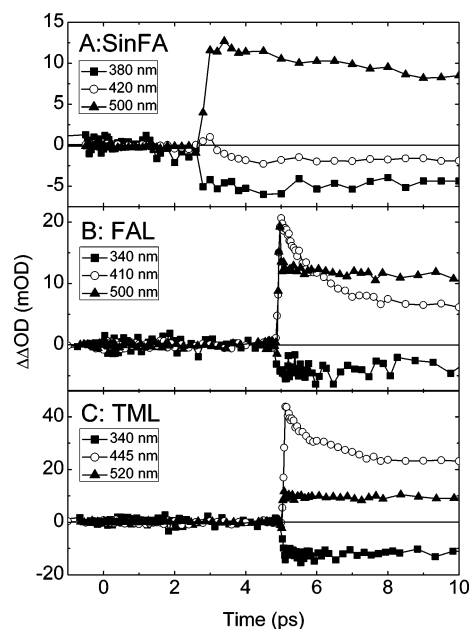 A:SinFA
380 nm
420 nm
500 nm
15
10
5
0
-5
B: FAL
340 nm
410 nm
500 nm
20
10
0
ΔΔOD (mOD)
C: TML
340 nm
445 nm
520 nm
40
20
0
-20
0 2 4 6 8 10
Time (ps)